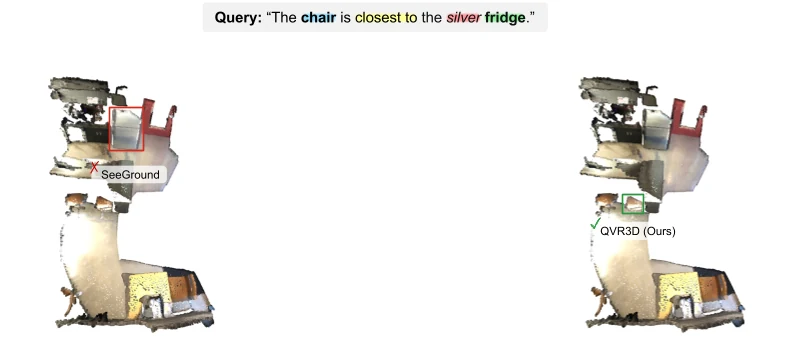 Query: “The chair is closest to the silver fridge.”
X SeeGround
✓ QVR3D (Ours)